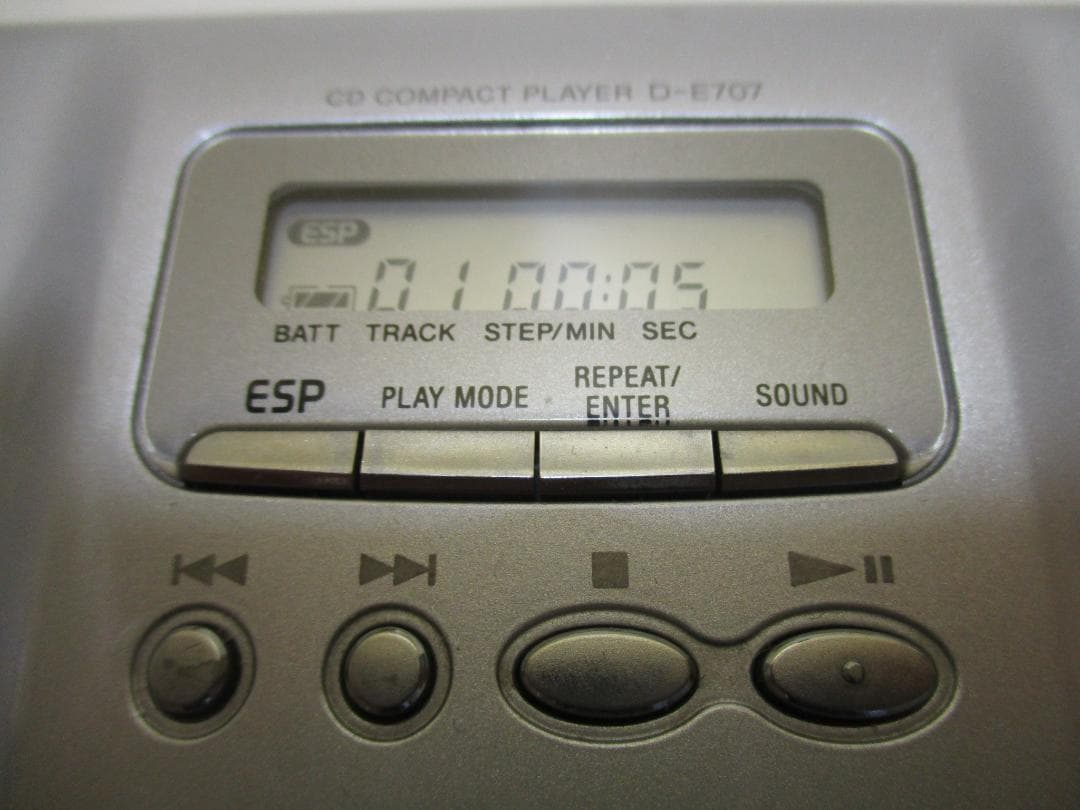 CD COMPACT PLAYER D-E707
ESP
01 00:05
BATT TRACK STEP/MIN SEC
ESP PLAY MODE REPEAT/ENTER SOUND